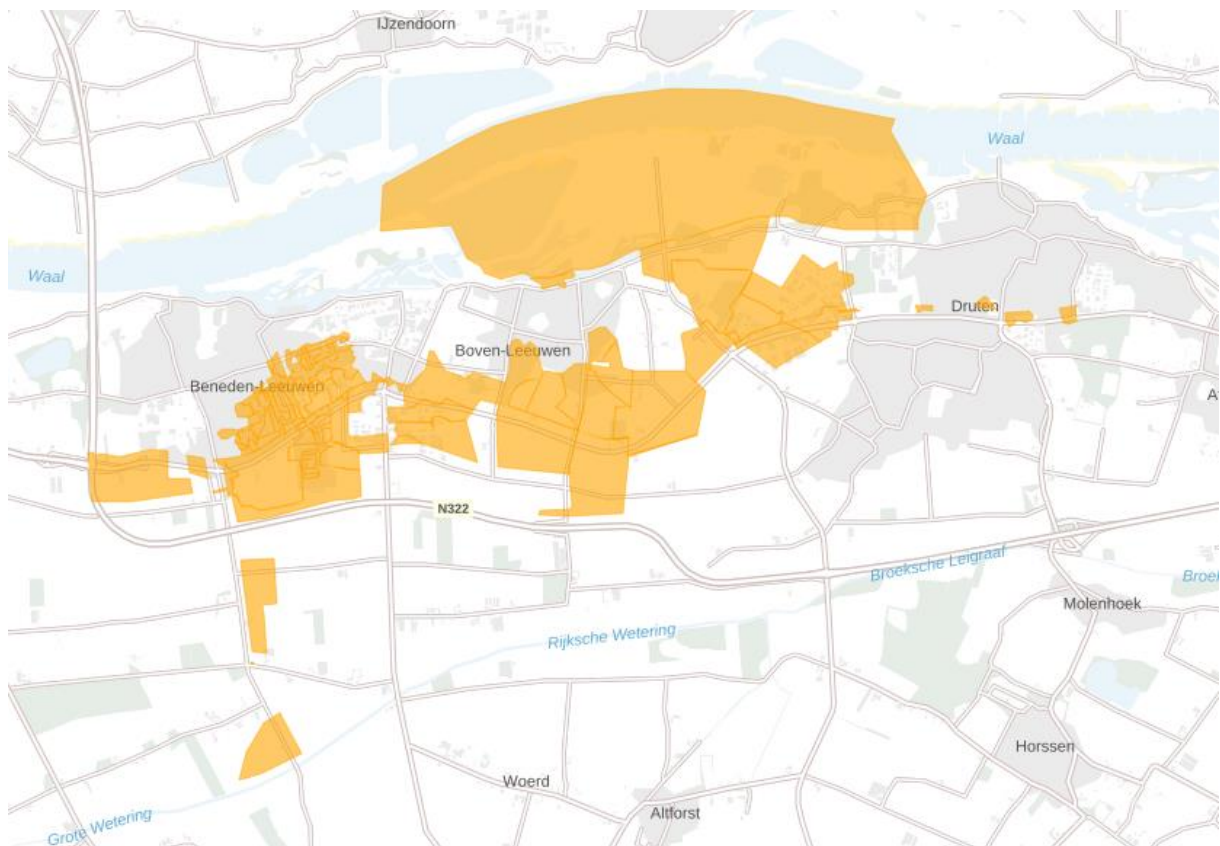 IJzendoorn
Waal
Waal
Druten
Boven-Leeuwen
Beneden-Leeuwen
A
N322
Broeksche Leigraaf
Broek
Molenhoek
Rijksche Wetering
Horssen
Woerd
Altforst
Grote Wetering